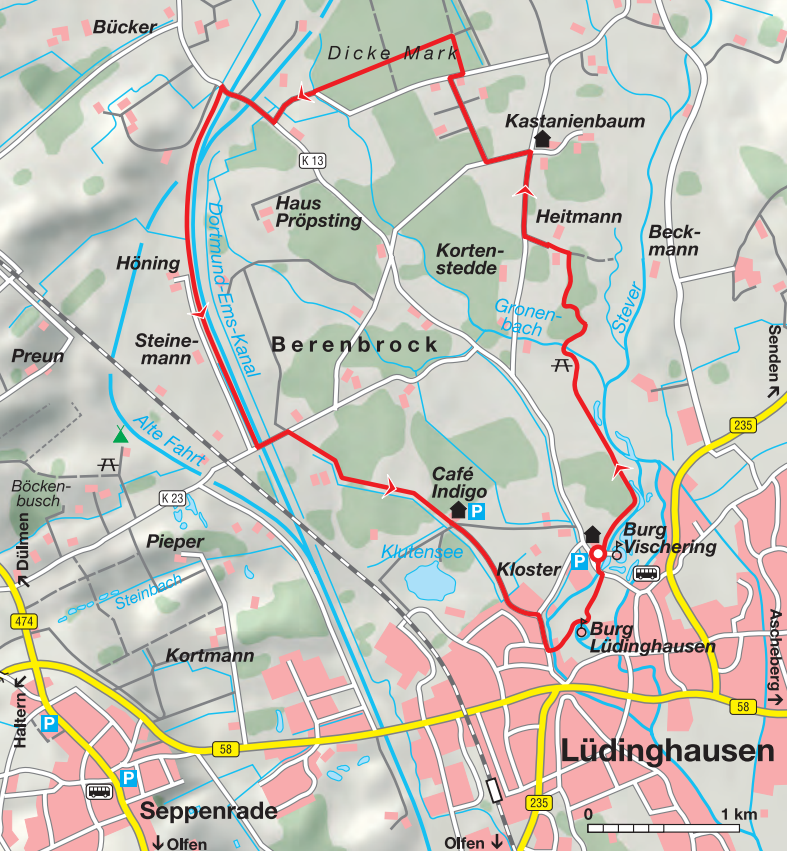 Bücker
Dicke Mark
Kastanienbaum
K 13
Haus
Pröpsting
Heitmann
Beck-
mann
Korten-
stedde
Höning
Dortmund-Ems-Kanal
Gronen-
bach
Stever
Steine-
mann
Berenbrock
Preun
Senden
235
Alte Fahrt
Café
Indigo
P
Böcken-
busch
K 23
Dülmen
Pieper
Klutensee
Burg
Vischering
P
Kloster
Steinbach
474
Burg
Lüdinghausen
Ascheberg
Kortmann
Haltern
P
58
58
Lüdinghausen
P
Seppenrade
235
0 1 km
Olfen
Olfen